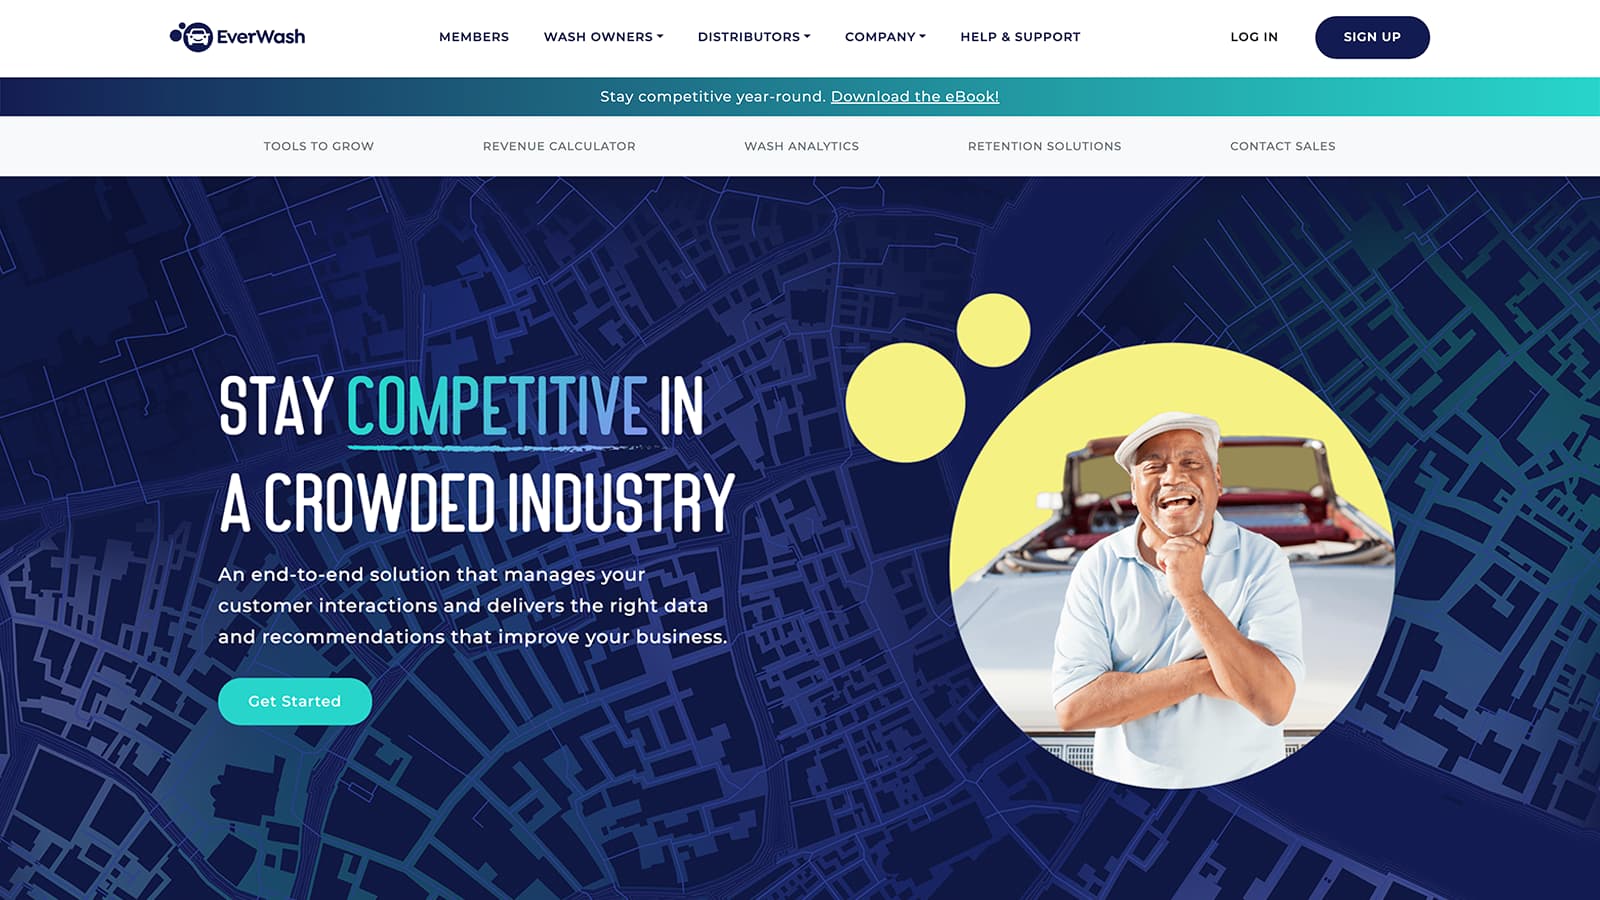 EverWash
MEMBERS
WASH OWNERS
DISTRIBUTORS
COMPANY
HELP & SUPPORT
LOG IN
SIGN UP
Stay competitive year-round. Download the eBook!
TOOLS TO GROW
REVENUE CALCULATOR
WASH ANALYTICS
RETENTION SOLUTIONS
CONTACT SALES
STAY COMPETITIVE IN
A CROWDED INDUSTRY
An end-to-end solution that manages your
customer interactions and delivers the right data
and recommendations that improve your business.
Get Started